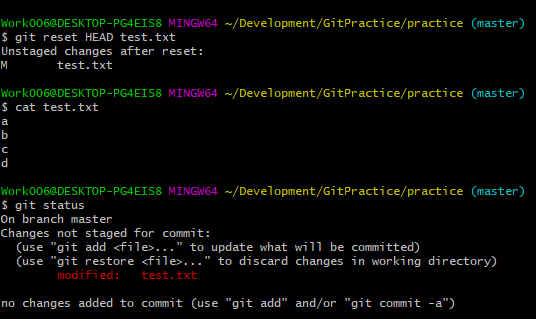 Work006@DESKTOP-PG4EIS8 MINGW64 ~/Development/GitPractice/practice (master)
$ git reset HEAD test.txt
Unstaged changes after reset:
M       test.txt
Work006@DESKTOP-PG4EIS8 MINGW64 ~/Development/GitPractice/practice (master)
$ cat test.txt
a
b
c
d
Work006@DESKTOP-PG4EIS8 MINGW64 ~/Development/GitPractice/practice (master)
$ git status
On branch master
Changes not staged for commit:
  (use "git add <file>..." to update what will be committed)
  (use "git restore <file>..." to discard changes in working directory)
        modified:   test.txt
no changes added to commit (use "git add" and/or "git commit -a")